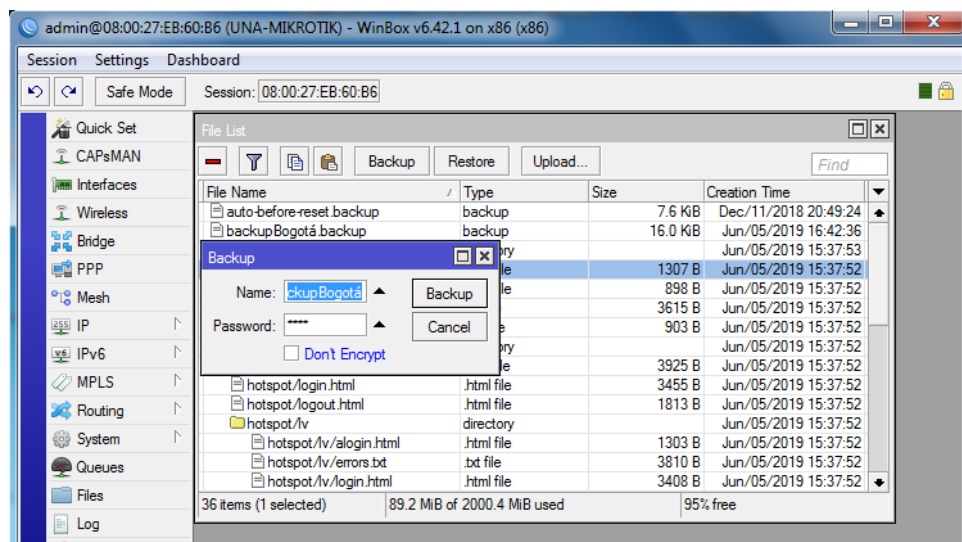 admin@08:00:27:EB:60:B6 (UNA-MIKROTIK) - WinBox v6.42.1 on x86 (x86)
Session Settings Dashboard
Safe Mode Session: 08:00:27:EB:60:B6
Quick Set
CAPsMAN
Interfaces
Wireless
Bridge
PPP
Mesh
255 IP
v6 IPv6
MPLS
Routing
System
Queues
Files
Log
File List
Backup Restore Upload... Find
File Name / Type Size Creation Time
auto-before-reset.backup backup 7.6 KiB Dec/11/2018 20:49:24
backupBogotá.backup backup 16.0 KiB Jun/05/2019 16:42:36
ory Jun/05/2019 15:37:53
le 1307 B Jun/05/2019 15:37:52
le 898 B Jun/05/2019 15:37:52
3615 B Jun/05/2019 15:37:52
e 903 B Jun/05/2019 15:37:52
ory Jun/05/2019 15:37:52
le 3925 B Jun/05/2019 15:37:52
hotspot/login.html .html file 3455 B Jun/05/2019 15:37:52
hotspot/logout.html .html file 1813 B Jun/05/2019 15:37:52
hotspot/lv directory Jun/05/2019 15:37:52
hotspot/lv/alogin.html .html file 1303 B Jun/05/2019 15:37:52
hotspot/lv/errors.txt .txt file 3810 B Jun/05/2019 15:37:52
hotspot/lv/login.html .html file 3408 B Jun/05/2019 15:37:52
36 items (1 selected) 89.2 MiB of 2000.4 MiB used 95% free
Backup
Name: ckupBogotá Backup
Password: **** Cancel
Don't Encrypt